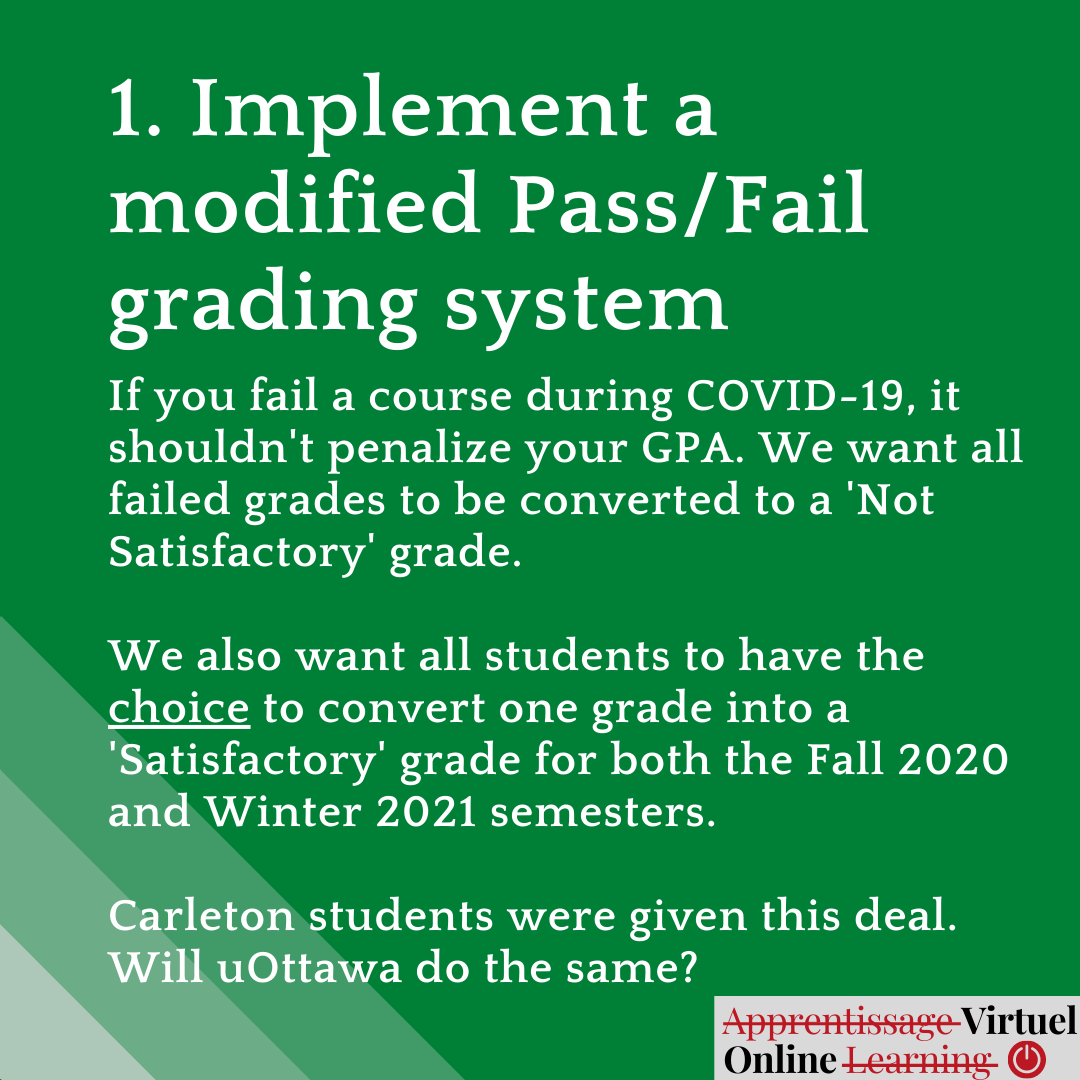 1. Implement a
modified Pass/Fail
grading system
If you fail a course during COVID-19, it
shouldn't penalize your GPA. We want all
failed grades to be converted to a 'Not
Satisfactory' grade.
We also want all students to have the
choice to convert one grade into a
'Satisfactory' grade for both the Fall 2020
and Winter 2021 semesters.
Carleton students were given this deal.
Will uOttawa do the same?
Apprentissage Virtuel
Online Learning